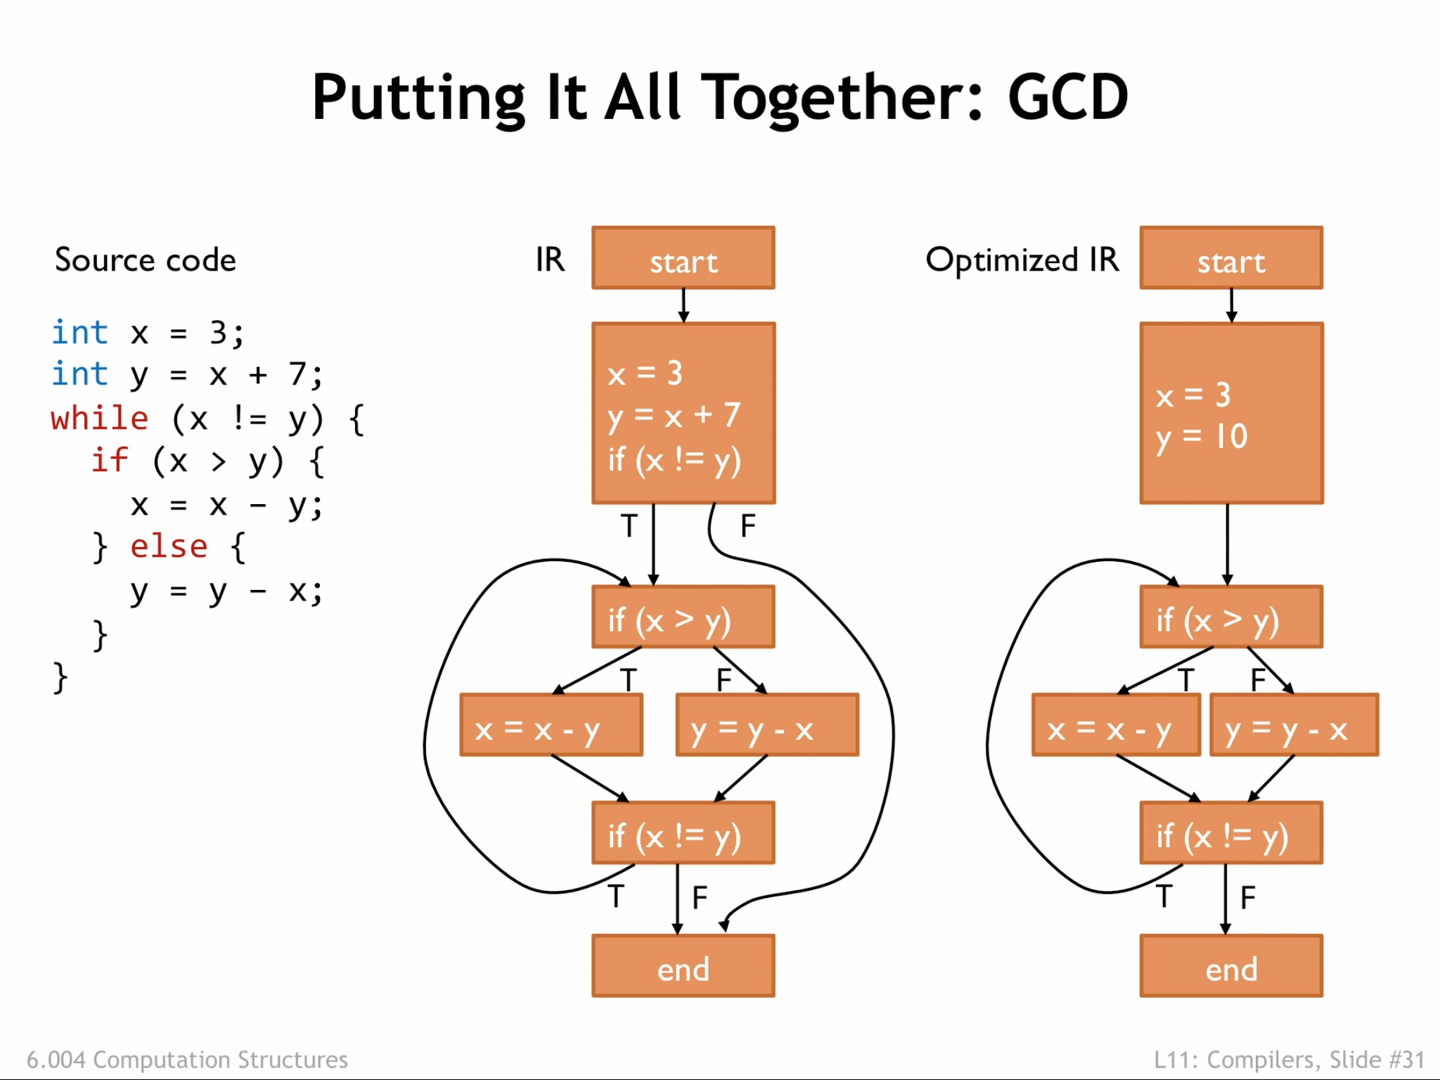 Putting It All Together: GCD
Source code
int x = 3;
int y = x + 7;
while (x != y) {
  if (x > y) {
    x = x – y;
  } else {
    y = y – x;
  }
}
IR
start
x = 3
y = x + 7
if (x != y)
T F
if (x > y)
T F
x = x - y
y = y - x
if (x != y)
T F
end
Optimized IR
start
x = 3
y = 10
if (x > y)
T F
x = x - y
y = y - x
if (x != y)
T F
end
6.004 Computation Structures
L11: Compilers, Slide #31